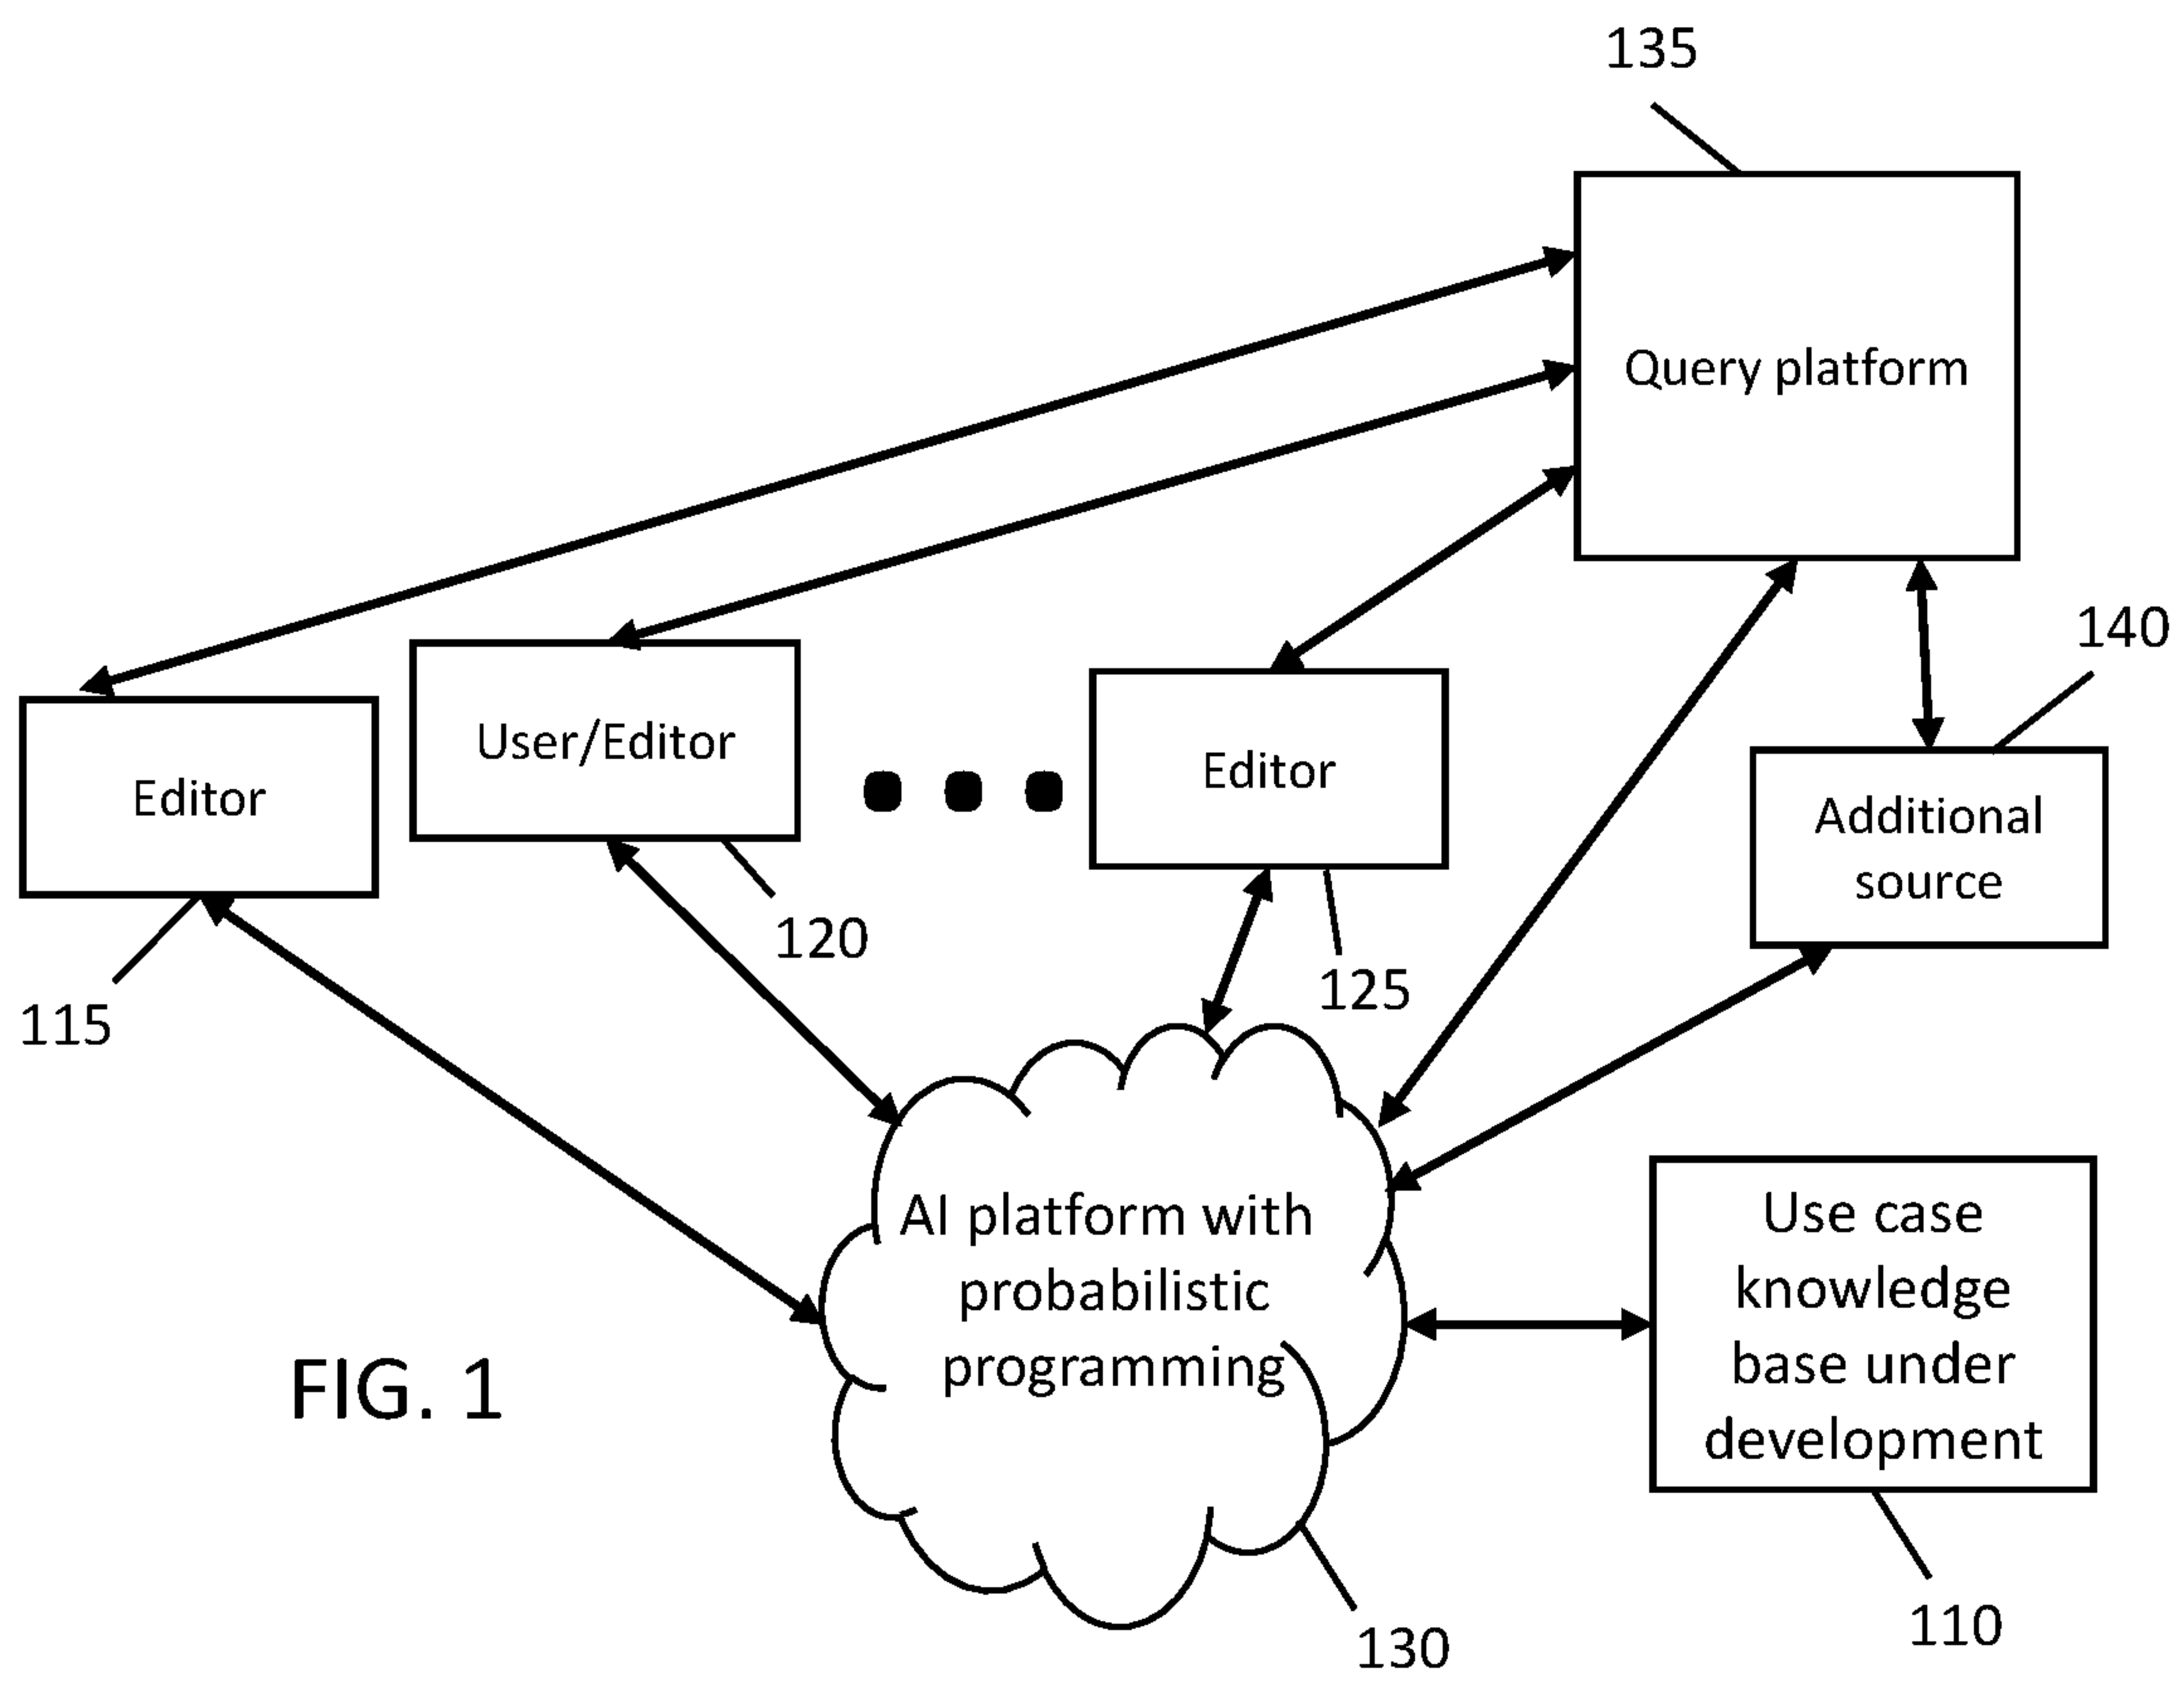 135
Query platform
140
User/Editor
Editor
Editor
Additional
source
120
125
115
AI platform with
probabilistic
programming
Use case
knowledge
base under
development
FIG. 1
130
110